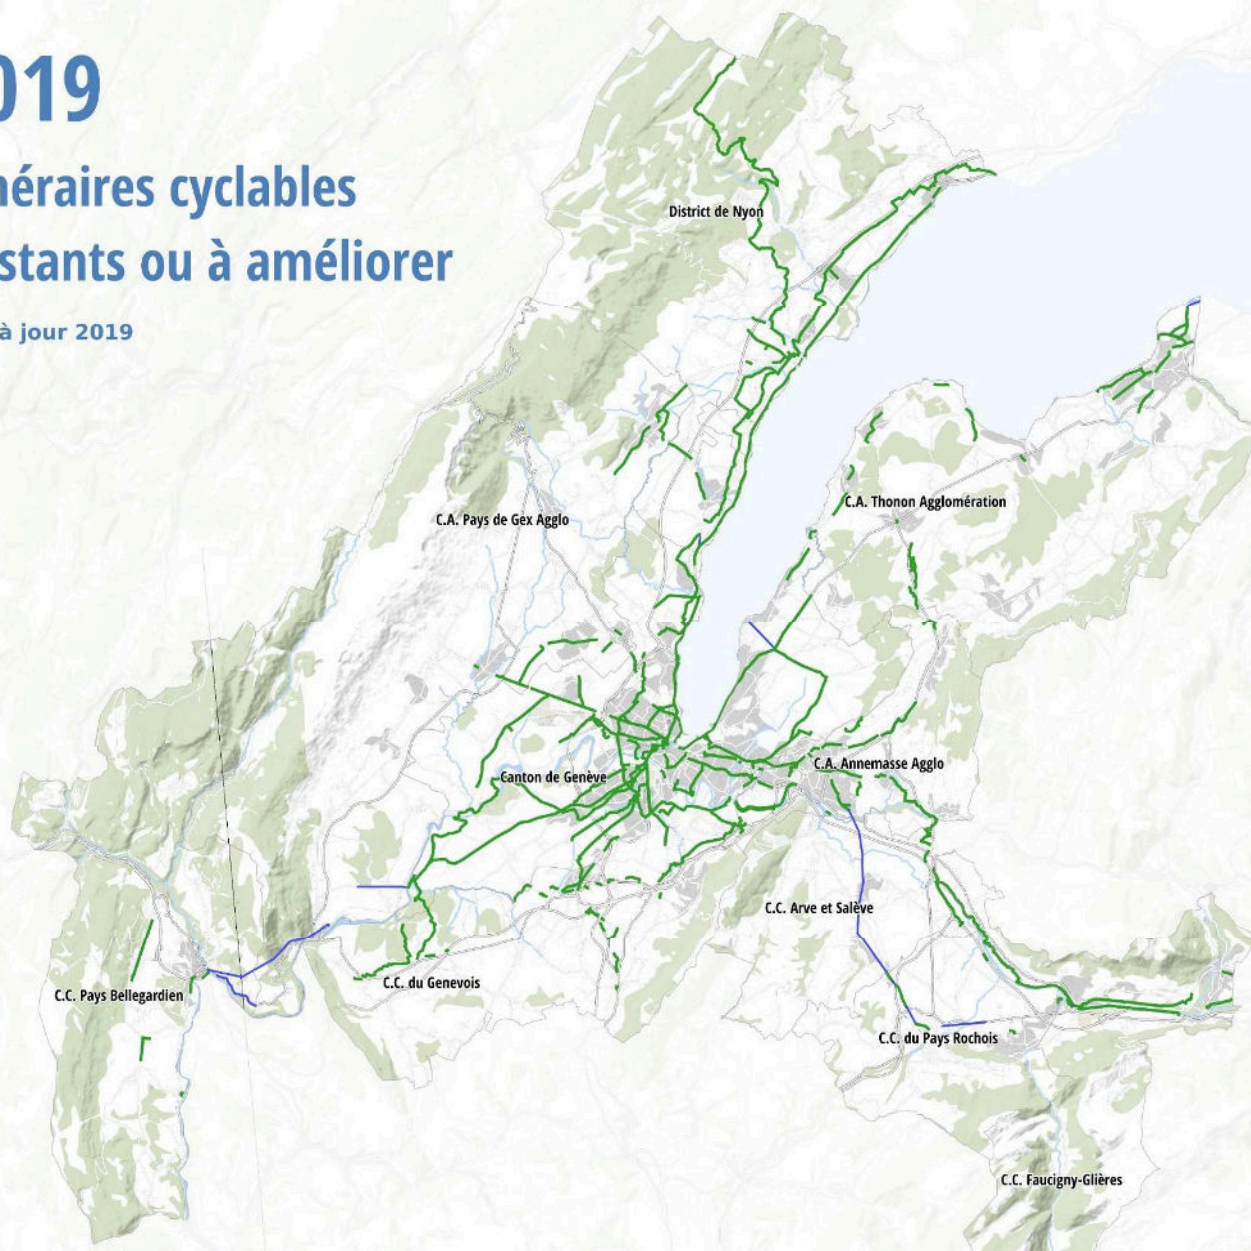 019
néraires cyclables
stants ou à améliorer
à jour 2019
District de Nyon
C.A. Thonon Agglomération
C.A. Pays de Gex Agglo
C.A. Annemasse Agglo
Canton de Genève
C.C. Arve et Salève
C.C. du Genevois
C.C. Pays Bellegardien
C.C. du Pays Rochois
C.C. Faucigny-Glières